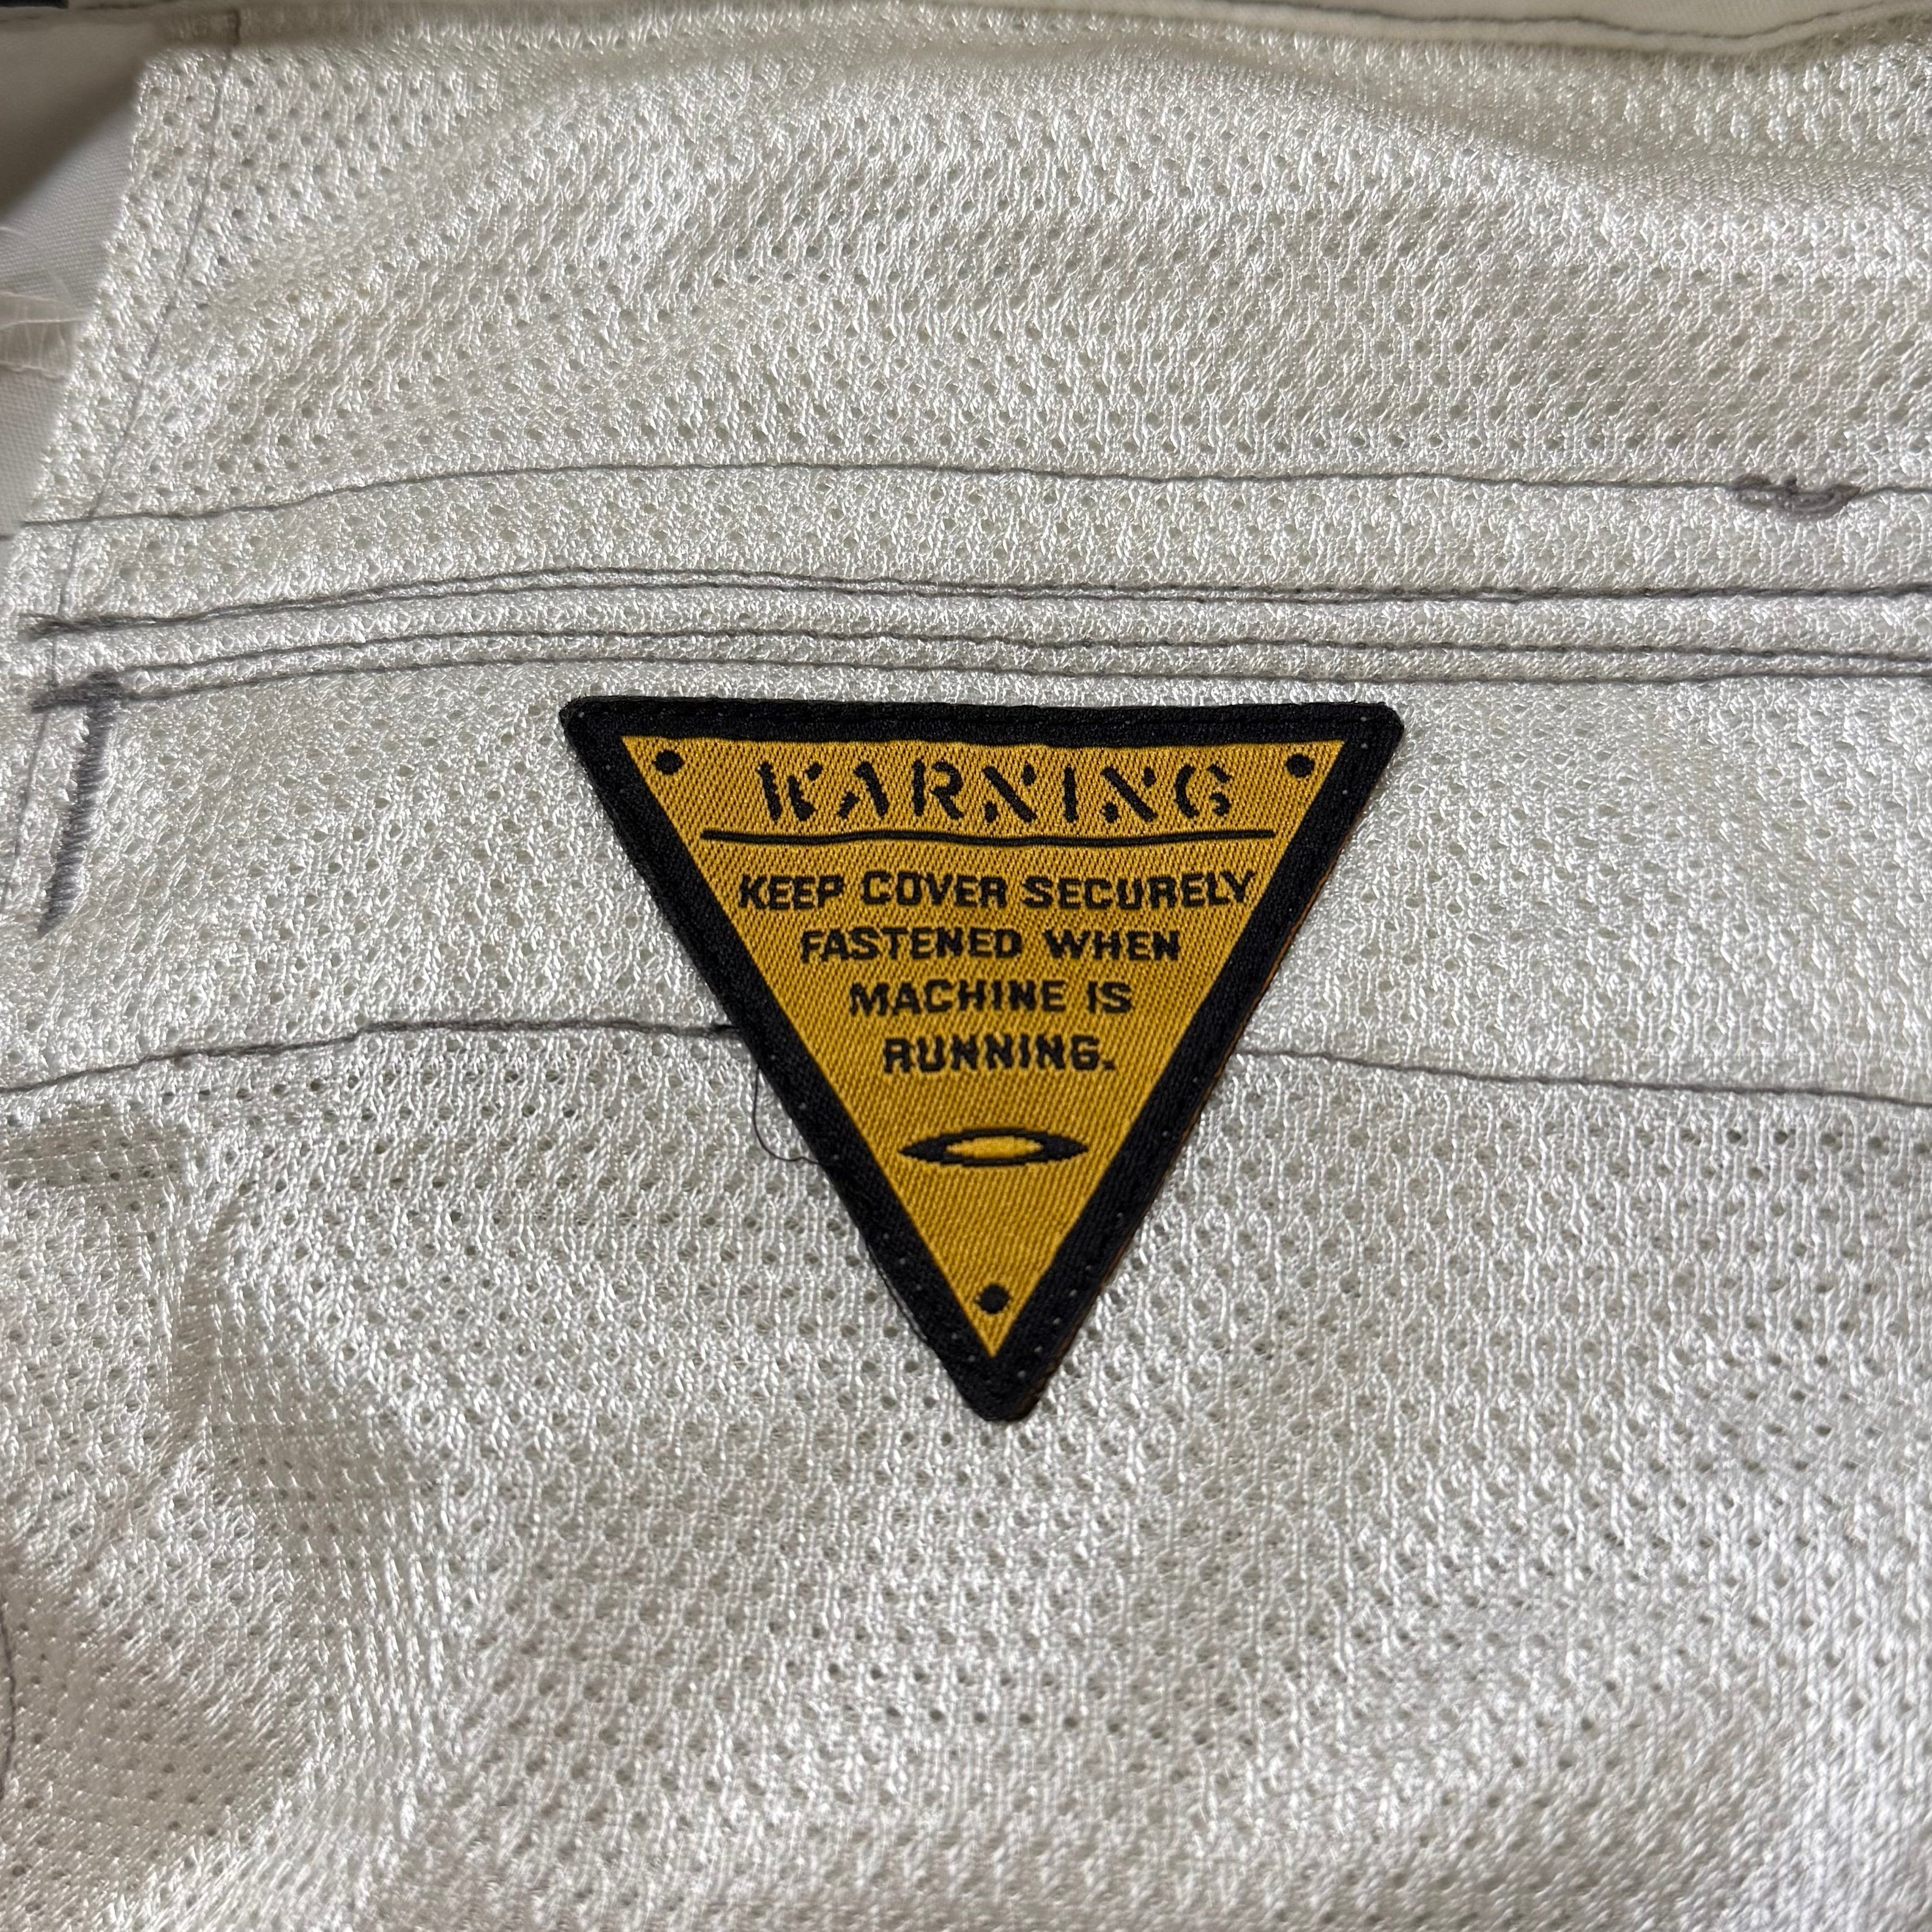 WARNING
KEEP COVER SECURELY
FASTENED WHEN
MACHINE IS
RUNNING.